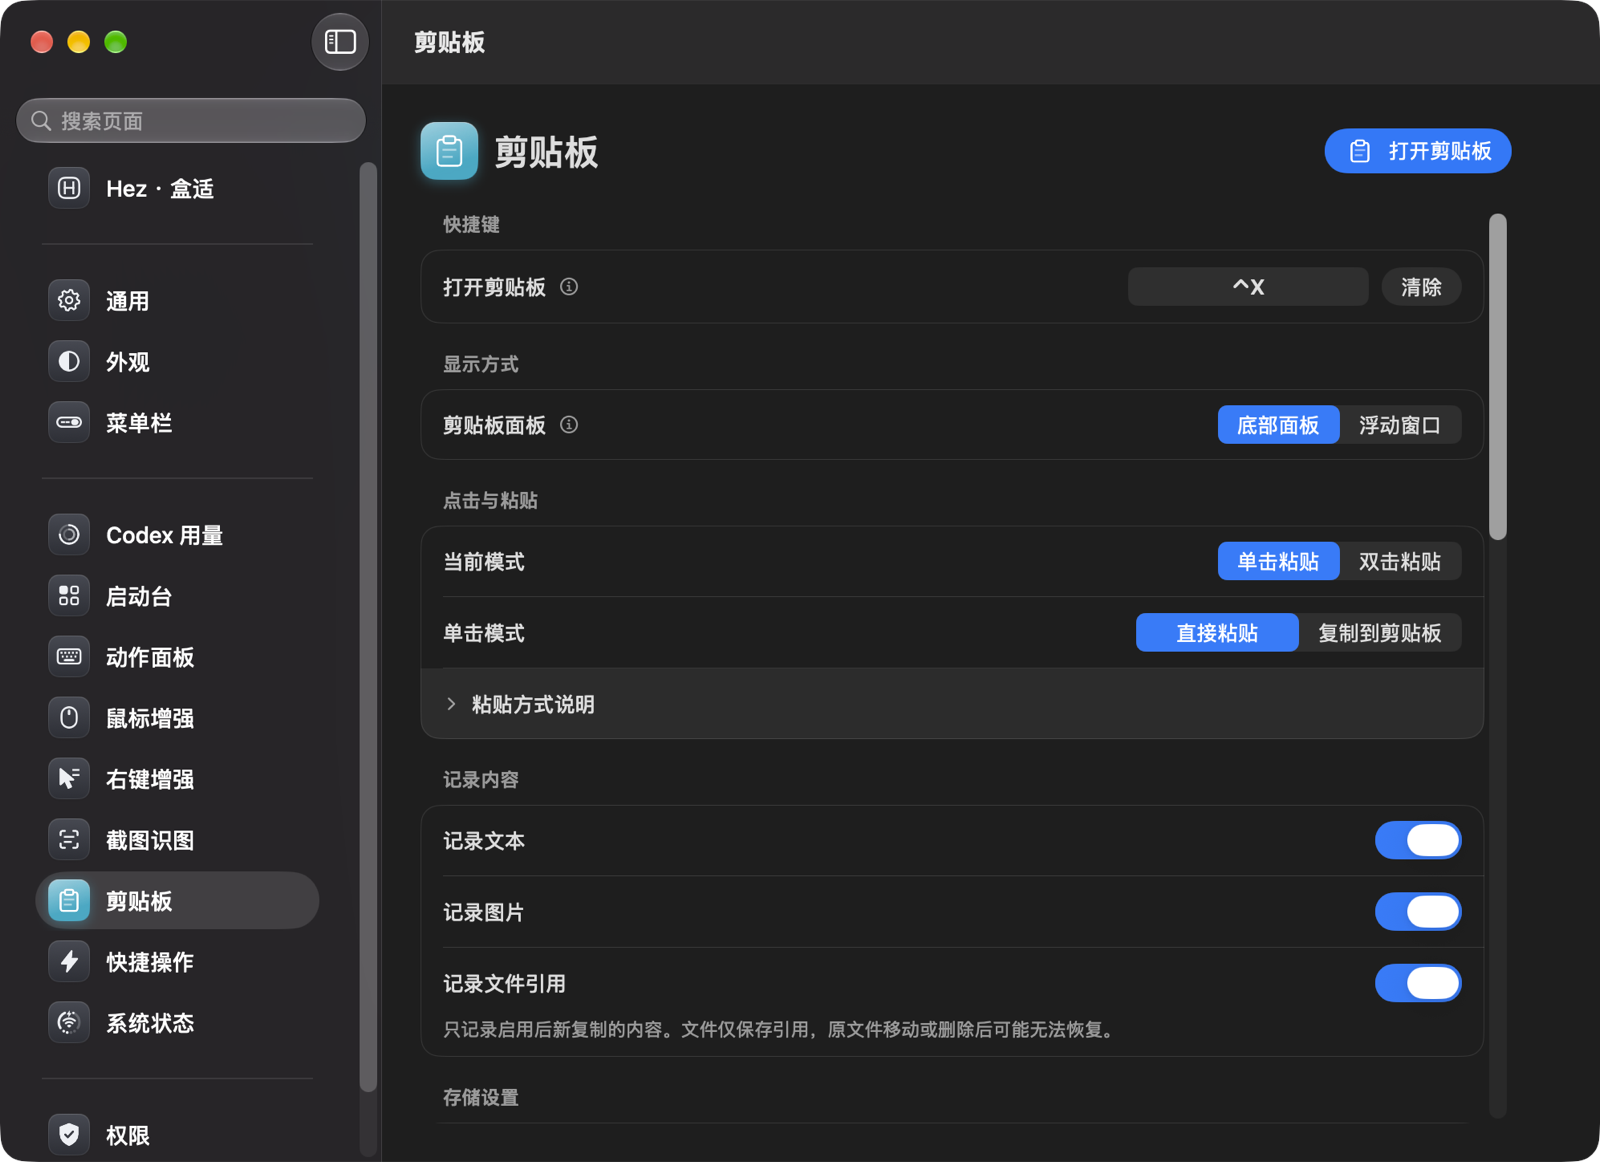 剪贴板
搜索页面
Hez · 盒适
通用
外观
菜单栏
Codex 用量
启动台
动作面板
鼠标增强
右键增强
截图识图
剪贴板
快捷操作
系统状态
权限
剪贴板
打开剪贴板
快捷键
打开剪贴板
^X
清除
显示方式
剪贴板面板
底部面板
浮动窗口
点击与粘贴
当前模式
单击粘贴
双击粘贴
单击模式
直接粘贴
复制到剪贴板
粘贴方式说明
记录内容
记录文本
记录图片
记录文件引用
只记录启用后新复制的内容。文件仅保存引用，原文件移动或删除后可能无法恢复。
存储设置